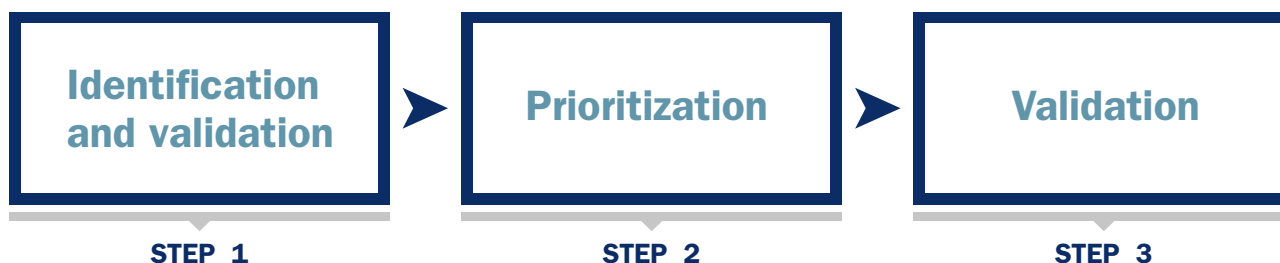 Identification
and validation
Prioritization
Validation
STEP 1
STEP 2
STEP 3